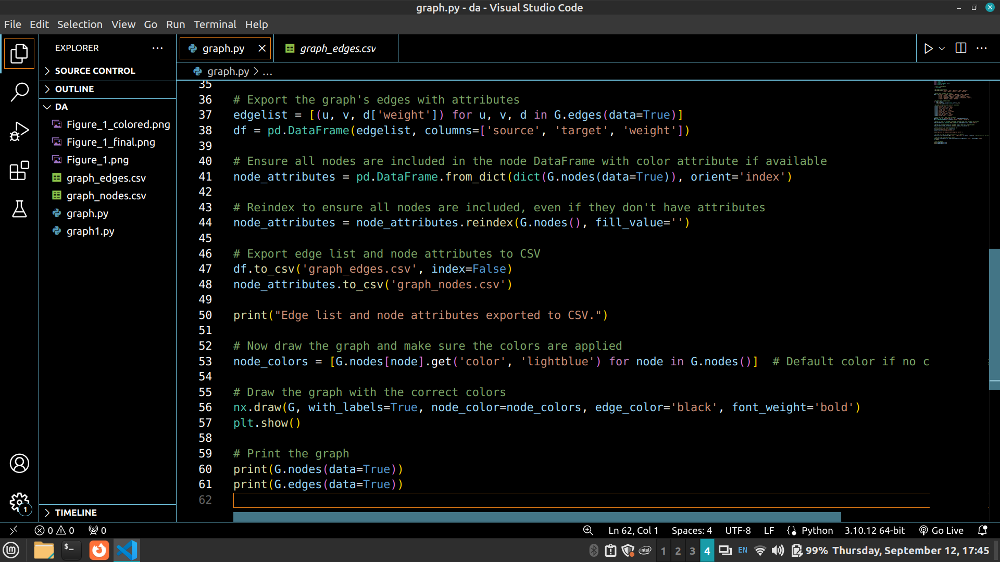 graph.py - da - Visual Studio Code
File Edit Selection View Go Run Terminal Help
EXPLORER
SOURCE CONTROL
OUTLINE
DA
Figure_1_colored.png
Figure_1_final.png
Figure_1.png
graph_edges.csv
graph_nodes.csv
graph.py
graph1.py
TIMELINE
graph.py
graph_edges.csv
graph.py > ...
35
36 # Export the graph's edges with attributes
37 edgelist = [(u, v, d['weight']) for u, v, d in G.edges(data=True)]
38 df = pd.DataFrame(edgelist, columns=['source', 'target', 'weight'])
39
40 # Ensure all nodes are included in the node DataFrame with color attribute if available
41 node_attributes = pd.DataFrame.from_dict(dict(G.nodes(data=True)), orient='index')
42
43 # Reindex to ensure all nodes are included, even if they don't have attributes
44 node_attributes = node_attributes.reindex(G.nodes(), fill_value='')
45
46 # Export edge list and node attributes to CSV
47 df.to_csv('graph_edges.csv', index=False)
48 node_attributes.to_csv('graph_nodes.csv')
49
50 print("Edge list and node attributes exported to CSV.")
51
52 # Now draw the graph and make sure the colors are applied
53 node_colors = [G.nodes[node].get('color', 'lightblue') for node in G.nodes()]  # Default color if no c
54
55 # Draw the graph with the correct colors
56 nx.draw(G, with_labels=True, node_color=node_colors, edge_color='black', font_weight='bold')
57 plt.show()
58
59 # Print the graph
60 print(G.nodes(data=True))
61 print(G.edges(data=True))
62
1
0 0 0
Ln 62, Col 1 Spaces: 4 UTF-8 LF Python 3.10.12 64-bit Go Live
intel 1 2 3 4 EN 99% Thursday, September 12, 17:45